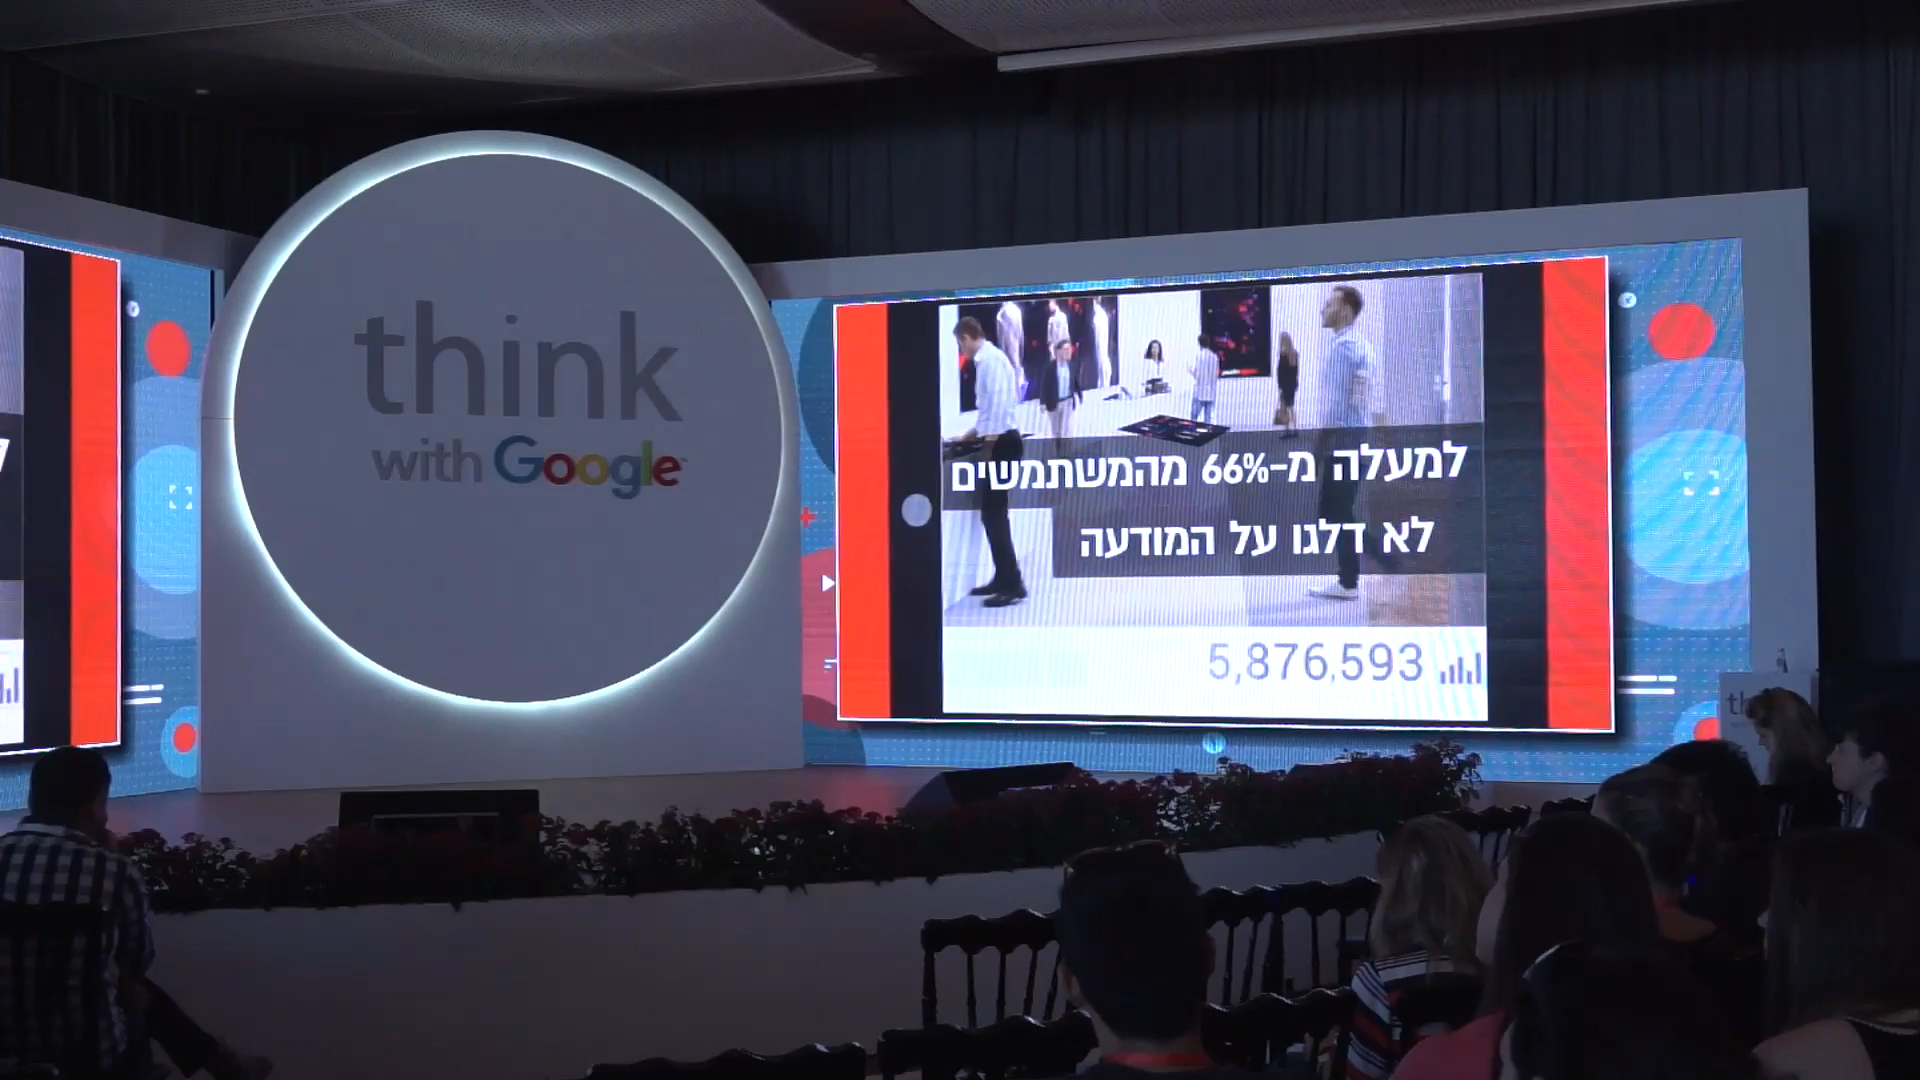 think
with Google
למעלה מ-66% מהמשתמשים
לא דלגו על המודעה
5,876,593